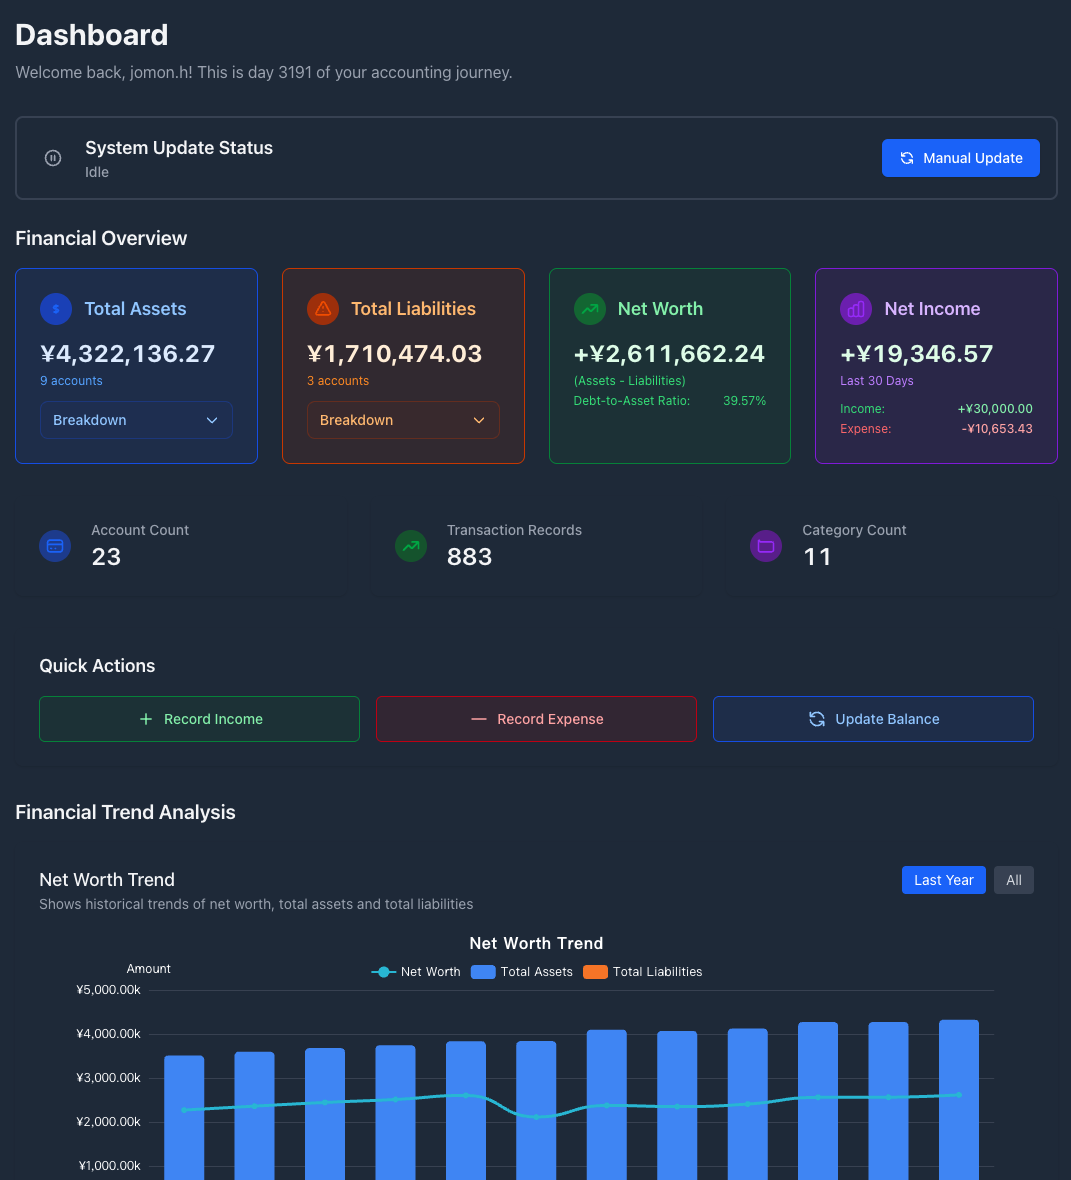 Dashboard
Welcome back, jomon.h! This is day 3191 of your accounting journey.
System Update Status
Idle
Manual Update
Financial Overview
Total Assets
¥4,322,136.27
9 accounts
Breakdown
Total Liabilities
¥1,710,474.03
3 accounts
Breakdown
Net Worth
+¥2,611,662.24
(Assets - Liabilities)
Debt-to-Asset Ratio: 39.57%
Net Income
+¥19,346.57
Last 30 Days
Income: +¥30,000.00
Expense: -¥10,653.43
Account Count
23
Transaction Records
883
Category Count
11
Quick Actions
Record Income
Record Expense
Update Balance
Financial Trend Analysis
Net Worth Trend
Shows historical trends of net worth, total assets and total liabilities
Last Year
All
Net Worth Trend
Amount
Net Worth
Total Assets
Total Liabilities
¥5,000.00k
¥4,000.00k
¥3,000.00k
¥2,000.00k
¥1,000.00k